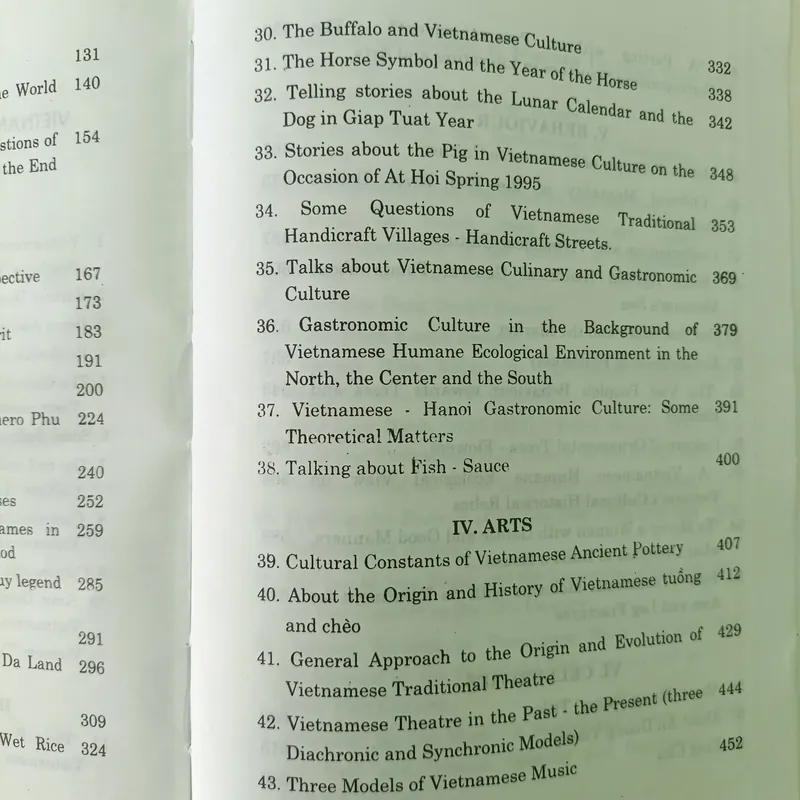 131
e World 140
stions of 154
the End
ective 167
173
it 183
191
200
ero Phu 224
240
ses 252
ames in 259
od
uy legend 285
291
Da Land 296
309
Wet Rice 324
30. The Buffalo and Vietnamese Culture 332
31. The Horse Symbol and the Year of the Horse 338
32. Telling stories about the Lunar Calendar and the 342
Dog in Giap Tuat Year
33. Stories about the Pig in Vietnamese Culture on the 348
Occasion of At Hoi Spring 1995
34. Some Questions of Vietnamese Traditional 353
Handicraft Villages - Handicraft Streets.
35. Talks about Vietnamese Culinary and Gastronomic 369
Culture
36. Gastronomic Culture in the Background of 379
Vietnamese Humane Ecological Environment in the
North, the Center and the South
37. Vietnamese - Hanoi Gastronomic Culture: Some 391
Theoretical Matters
38. Talking about Fish - Sauce 400
IV. ARTS
39. Cultural Constants of Vietnamese Ancient Pottery 407
40. About the Origin and History of Vietnamese tuồng 412
and chèo
41. General Approach to the Origin and Evolution of 429
Vietnamese Traditional Theatre
42. Vietnamese Theatre in the Past - the Present (three 444
Diachronic and Synchronic Models)
43. Three Models of Vietnamese Music 452